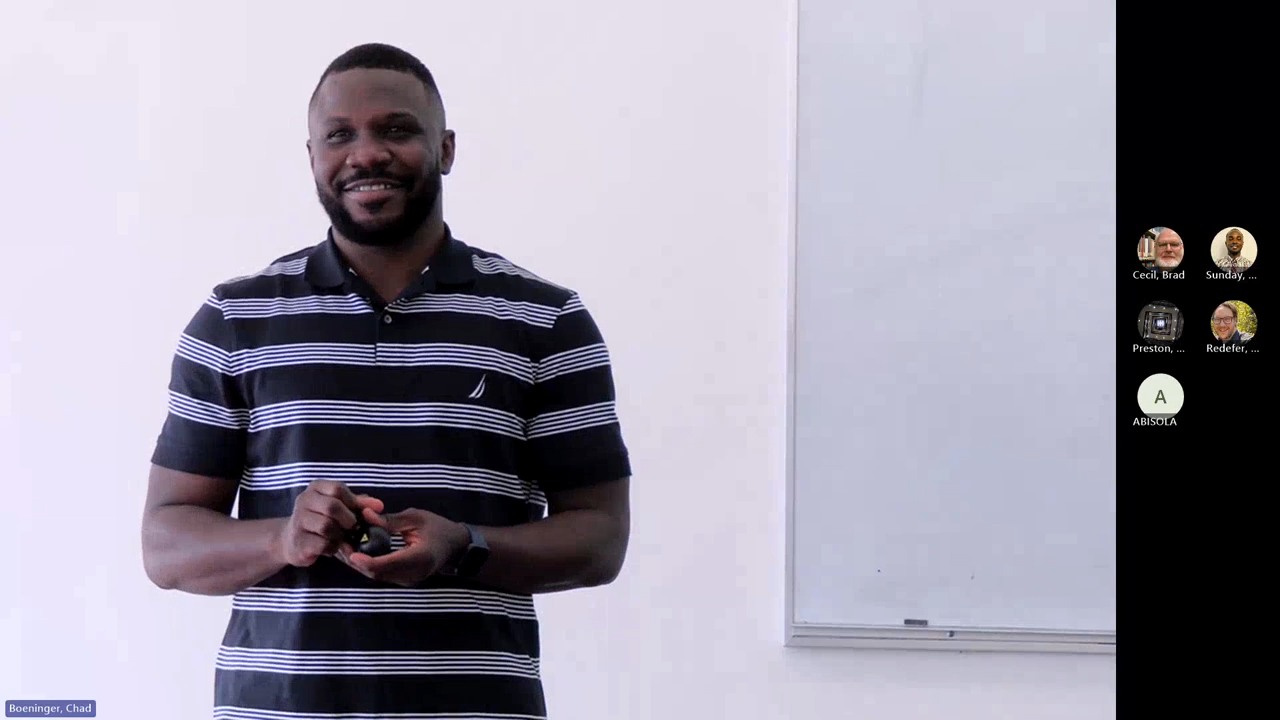 Cecil, Brad
Sunday, ...
Preston, ...
Redefer, ...
A
ABISOLA
Boeninger, Chad